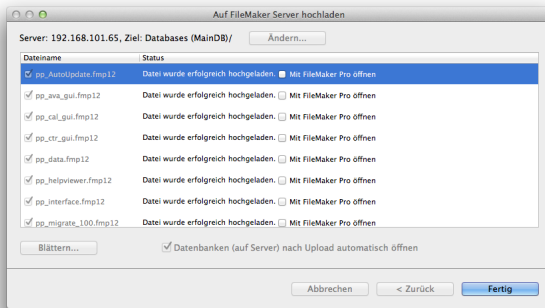 Auf FileMaker Server hochladen
Server: 192.168.101.65, Ziel: Databases (MainDB)/ Ändern...
Dateiname Status
pp_AutoUpdate.fmp12 Datei wurde erfolgreich hochgeladen. Mit FileMaker Pro öffnen
pp_ava_gui.fmp12 Datei wurde erfolgreich hochgeladen. Mit FileMaker Pro öffnen
pp_cal_gui.fmp12 Datei wurde erfolgreich hochgeladen. Mit FileMaker Pro öffnen
pp_ctr_gui.fmp12 Datei wurde erfolgreich hochgeladen. Mit FileMaker Pro öffnen
pp_data.fmp12 Datei wurde erfolgreich hochgeladen. Mit FileMaker Pro öffnen
pp_helpviewer.fmp12 Datei wurde erfolgreich hochgeladen. Mit FileMaker Pro öffnen
pp_interface.fmp12 Datei wurde erfolgreich hochgeladen. Mit FileMaker Pro öffnen
pp_migrate_100.fmp12 Datei wurde erfolgreich hochgeladen. Mit FileMaker Pro öffnen
Blättern... Datenbanken (auf Server) nach Upload automatisch öffnen
Abbrechen < Zurück Fertig